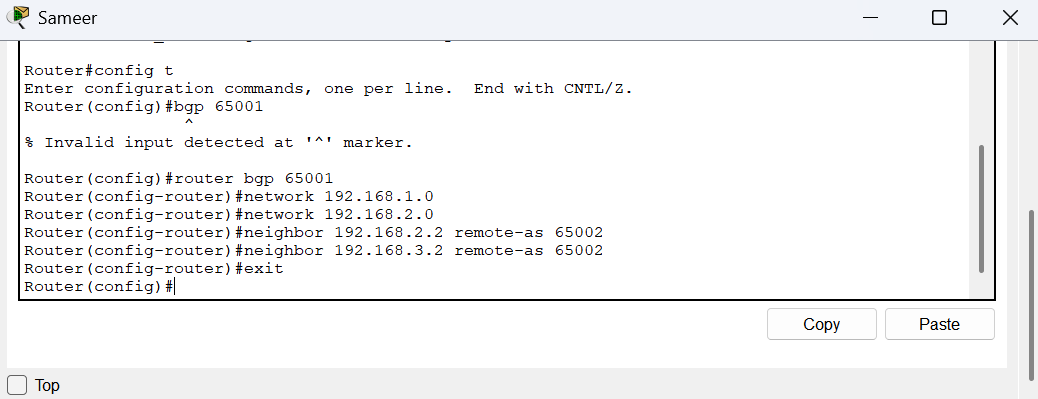 Sameer
Router#config t
Enter configuration commands, one per line.  End with CNTL/Z.
Router(config)#bgp 65001
^
% Invalid input detected at '^' marker.
Router(config)#router bgp 65001
Router(config-router)#network 192.168.1.0
Router(config-router)#network 192.168.2.0
Router(config-router)#neighbor 192.168.2.2 remote-as 65002
Router(config-router)#neighbor 192.168.3.2 remote-as 65002
Router(config-router)#exit
Router(config)#
Copy Paste
Top